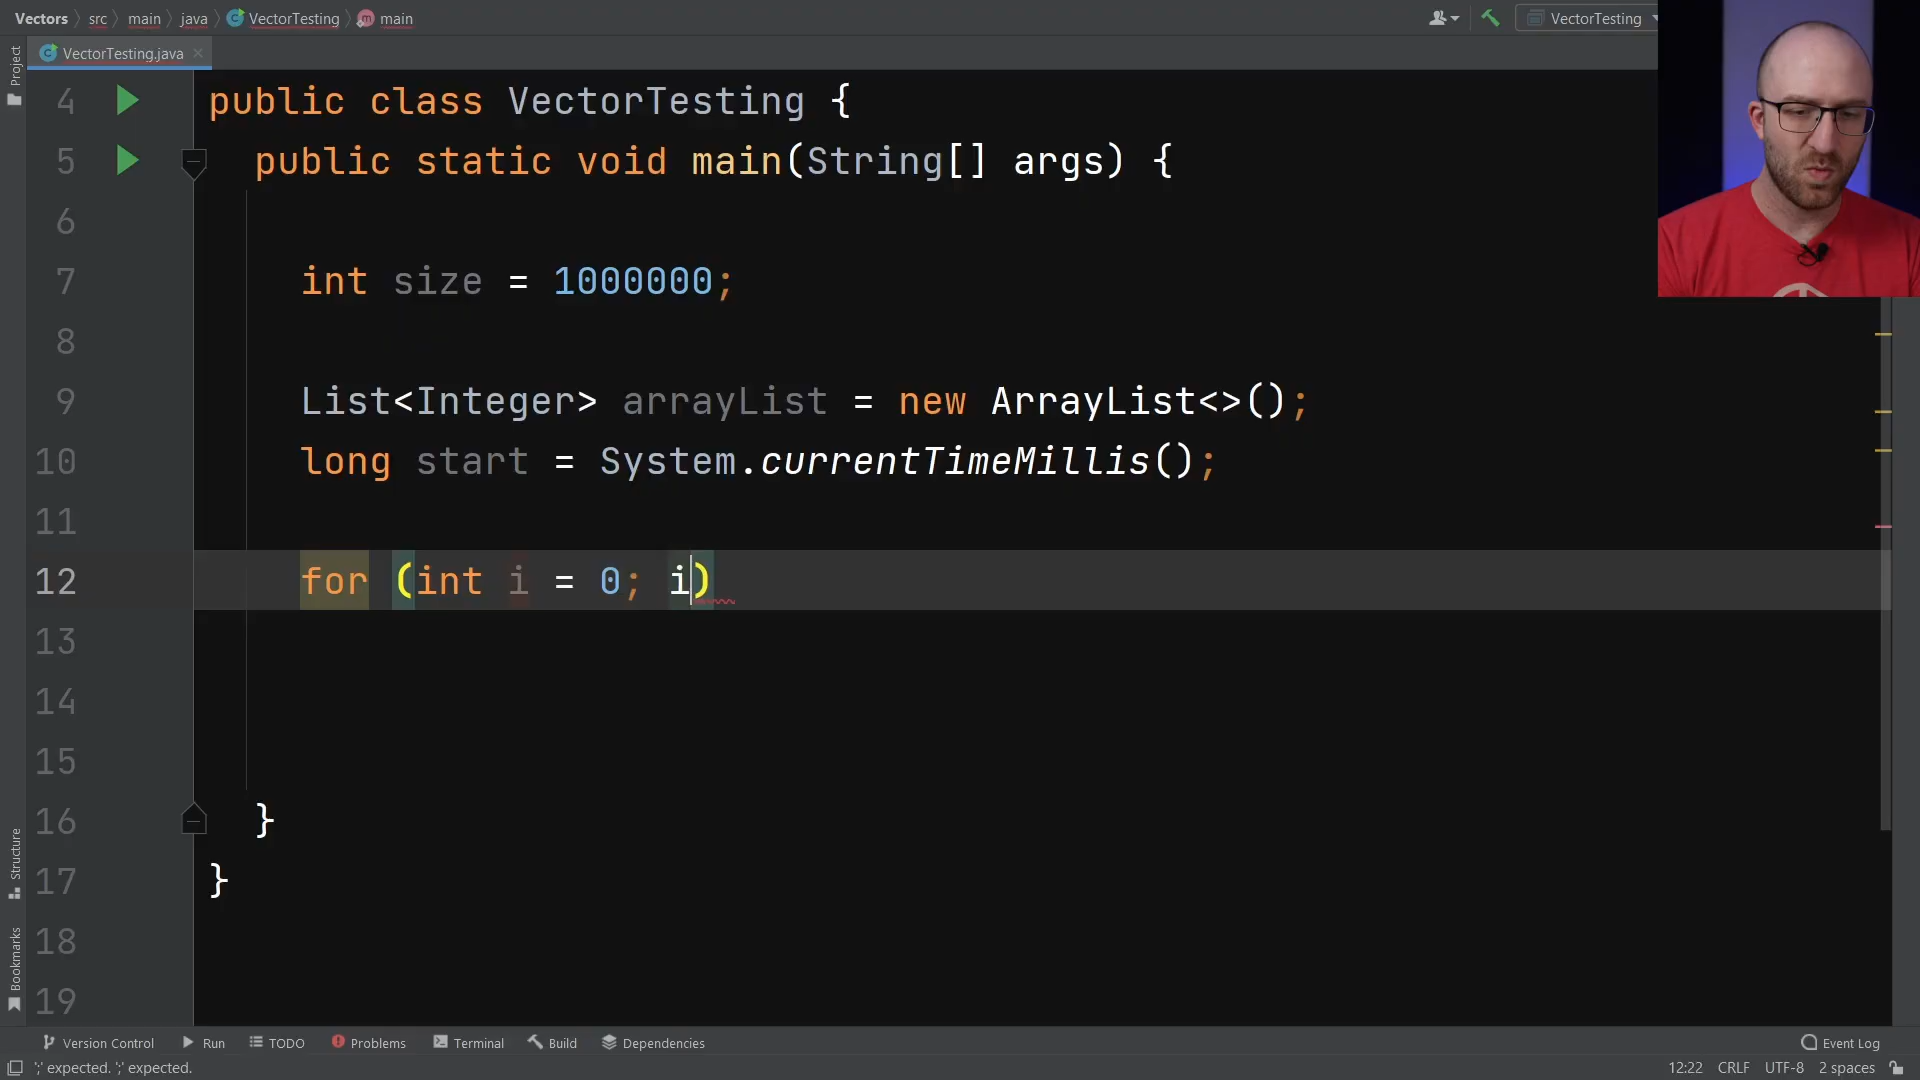 Vectors src main java VectorTesting main
VectorTesting
Project
VectorTesting.java
4 public class VectorTesting {
5 public static void main(String[] args) {
6
7 int size = 1000000;
8
9 List<Integer> arrayList = new ArrayList<>();
10 long start = System.currentTimeMillis();
11
12 for (int i = 0; i)
13
14
15
16 }
17 }
18
19
Structure
Bookmarks
Version Control Run TODO Problems Terminal Build Dependencies Event Log
';' expected. ';' expected. 12:22 CRLF UTF-8 2 spaces